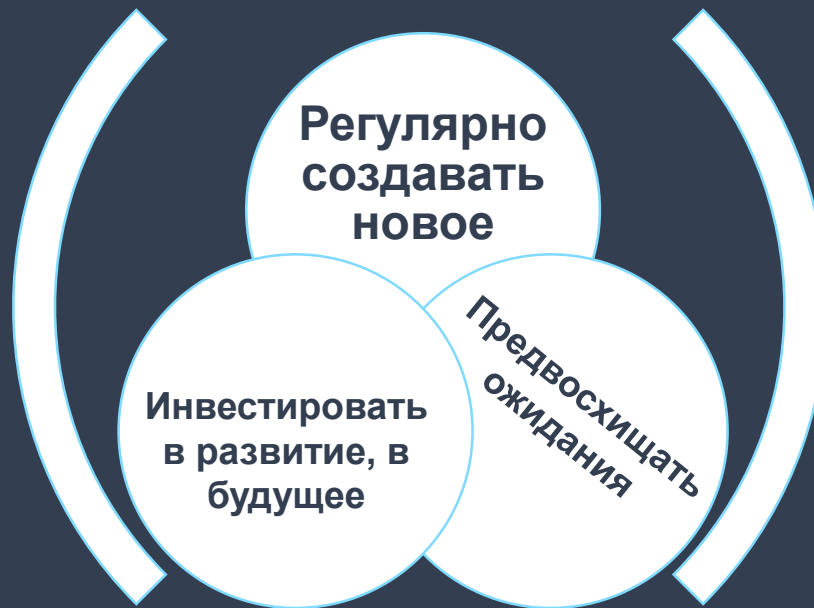 Регулярно
создавать
новое
Инвестировать
в развитие, в
будущее
Предвосхищать
ожидания